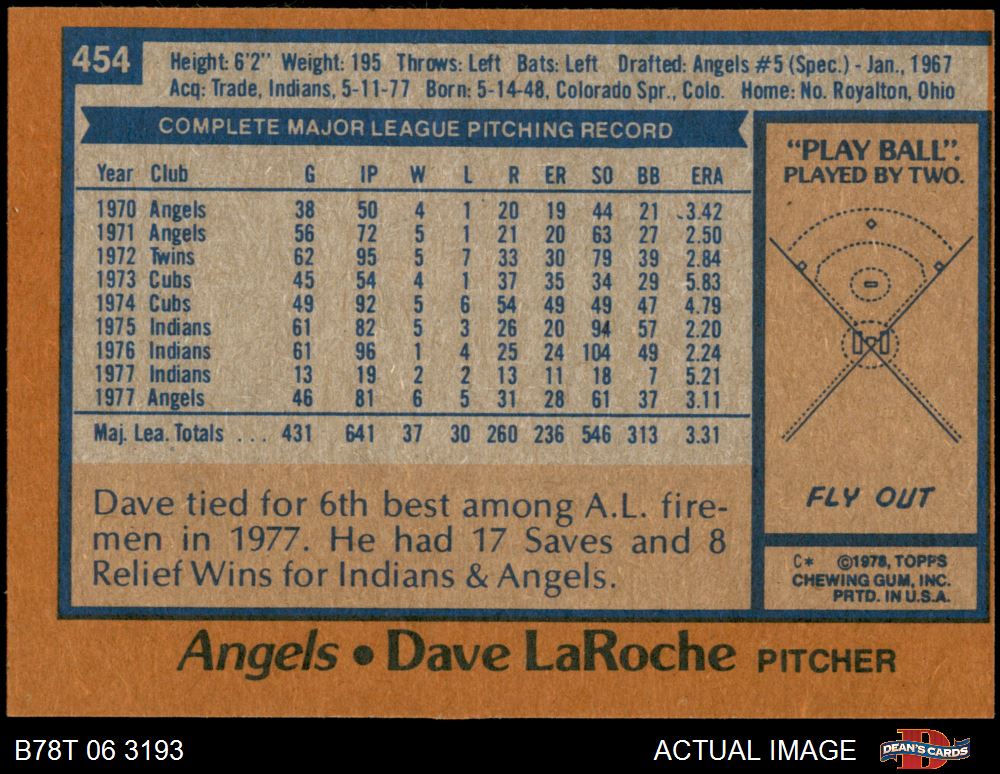 454
Height: 6'2" Weight: 195 Throws: Left Bats: Left Drafted: Angels #5 (Spec.) - Jan., 1967
Acq: Trade, Indians, 5-11-77 Born: 5-14-48, Colorado Spr., Colo. Home: No. Royalton, Ohio
COMPLETE MAJOR LEAGUE PITCHING RECORD
Year Club G IP W L R ER SO BB ERA
1970 Angels 38 50 4 1 20 19 44 21 3.42
1971 Angels 56 72 5 1 21 20 63 27 2.50
1972 Twins 62 95 5 7 33 30 79 39 2.84
1973 Cubs 45 54 4 1 37 35 34 29 5.83
1974 Cubs 49 92 5 6 54 49 49 47 4.79
1975 Indians 61 82 5 3 26 20 94 57 2.20
1976 Indians 61 96 1 4 25 24 104 49 2.24
1977 Indians 13 19 2 2 13 11 18 7 5.21
1977 Angels 46 81 6 5 31 28 61 37 3.11
Maj. Lea. Totals ... 431 641 37 30 260 236 546 313 3.31
Dave tied for 6th best among A.L. fire-
men in 1977. He had 17 Saves and 8
Relief Wins for Indians & Angels.
"PLAY BALL".
PLAYED BY TWO.
FLY OUT
C* ©1978, TOPPS
CHEWING GUM, INC.
PRTD. IN U.S.A.
Angels • Dave LaRoche PITCHER
B78T 06 3193 ACTUAL IMAGE
DEAN'S CARDS